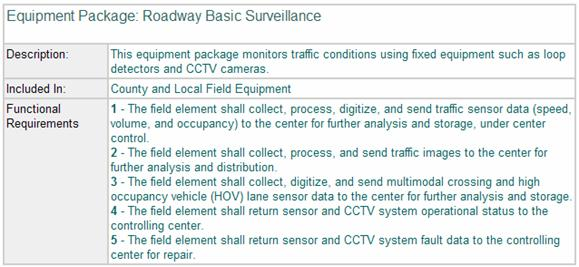 Equipment Package: Roadway Basic Surveillance
Description: This equipment package monitors traffic conditions using fixed equipment such as loop
detectors and CCTV cameras.
Included In: County and Local Field Equipment
Functional Requirements
1 - The field element shall collect, process, digitize, and send traffic sensor data (speed,
volume, and occupancy) to the center for further analysis and storage, under center
control.
2 - The field element shall collect, process, and send traffic images to the center for
further analysis and distribution.
3 - The field element shall collect, digitize, and send multimodal crossing and high
occupancy vehicle (HOV) lane sensor data to the center for further analysis and storage.
4 - The field element shall return sensor and CCTV system operational status to the
controlling center.
5 - The field element shall return sensor and CCTV system fault data to the controlling
center for repair.